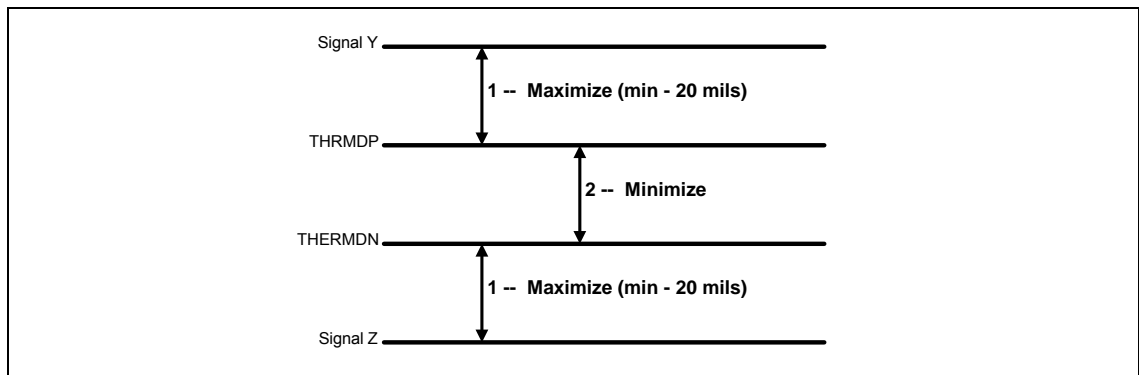 Signal Y
1 -- Maximize (min - 20 mils)
THRMDP
2 -- Minimize
THERMDN
1 -- Maximize (min - 20 mils)
Signal Z